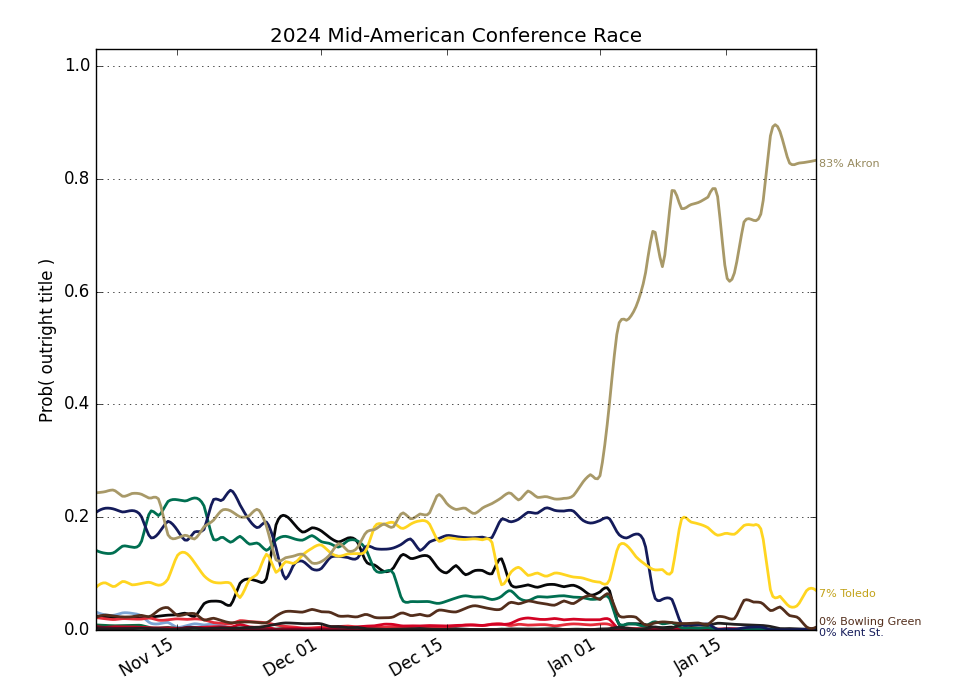 2024 Mid-American Conference Race
1.0
0.8
0.6
0.4
0.2
0.0
Prob( outright title )
83% Akron
7% Toledo
0% Bowling Green
0% Kent St.
Nov 15
Dec 01
Dec 15
Jan 01
Jan 15